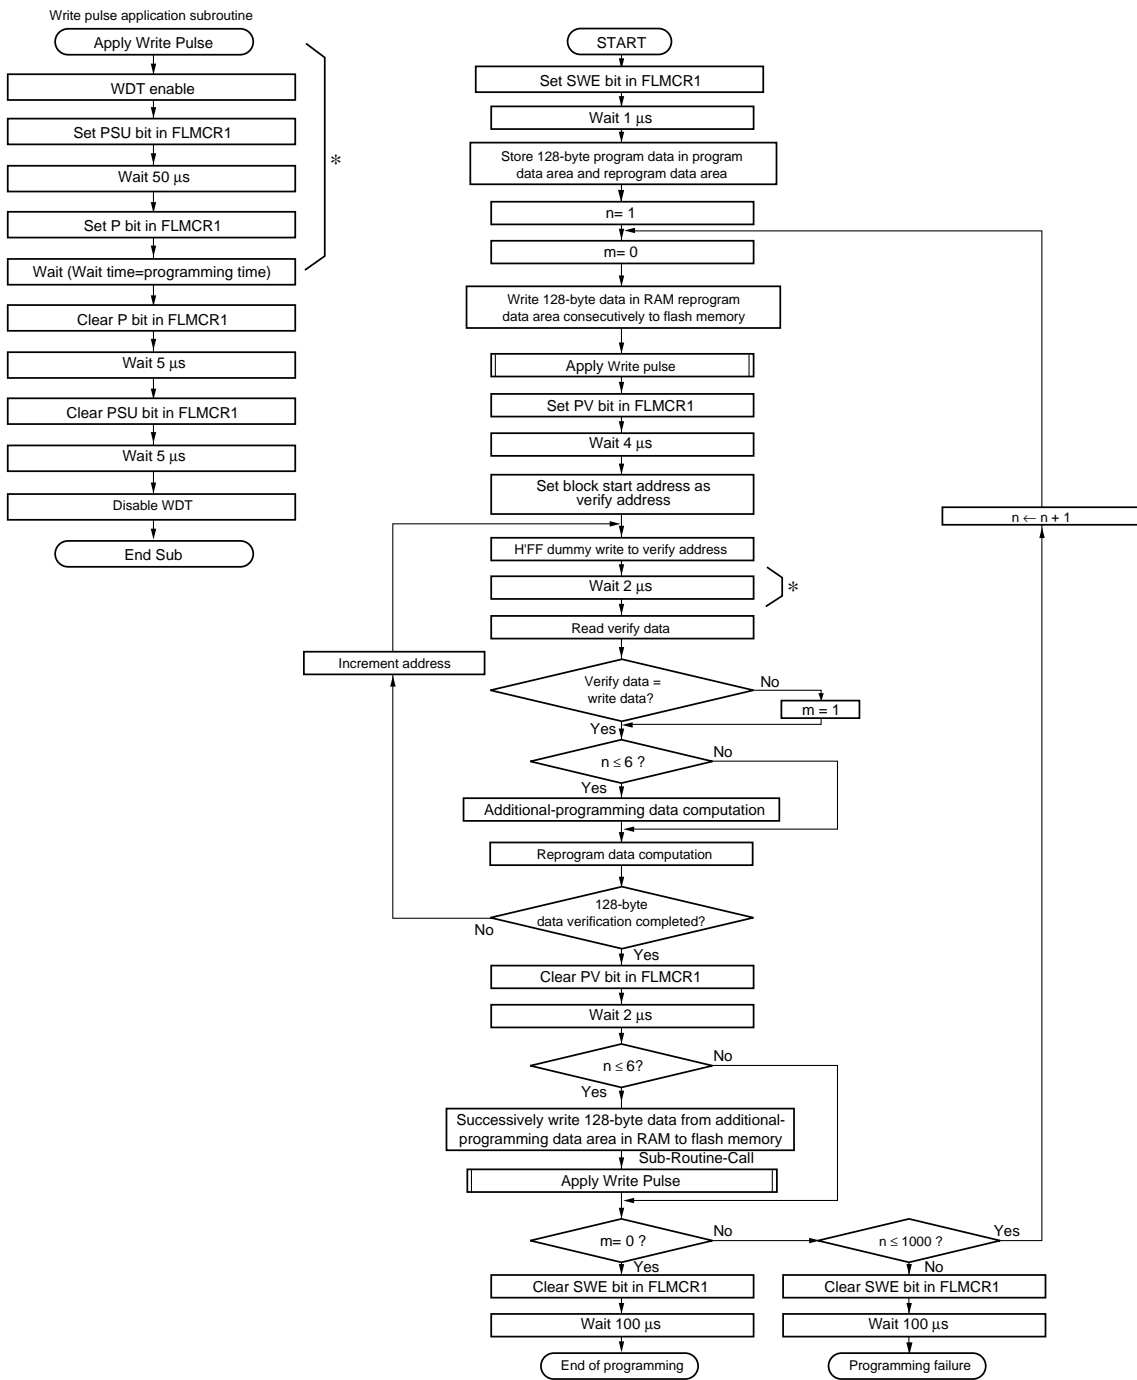 Write pulse application subroutine
Apply Write Pulse
WDT enable
Set PSU bit in FLMCR1
Wait 50 µs
Set P bit in FLMCR1
Wait (Wait time=programming time)
Clear P bit in FLMCR1
Wait 5 µs
Clear PSU bit in FLMCR1
Wait 5 µs
Disable WDT
End Sub
*
START
Set SWE bit in FLMCR1
Wait 1 µs
Store 128-byte program data in program
data area and reprogram data area
n= 1
m= 0
Write 128-byte data in RAM reprogram
data area consecutively to flash memory
Apply Write pulse
Set PV bit in FLMCR1
Wait 4 µs
Set block start address as
verify address
n ← n + 1
H'FF dummy write to verify address
Wait 2 µs
*
Read verify data
Increment address
Verify data =
write data?
No
m = 1
Yes
n ≤ 6 ?
No
Yes
Additional-programming data computation
Reprogram data computation
128-byte
data verification completed?
No
Yes
Clear PV bit in FLMCR1
Wait 2 µs
n ≤ 6?
No
Yes
Successively write 128-byte data from additional-
programming data area in RAM to flash memory
Sub-Routine-Call
Apply Write Pulse
m= 0 ?
No
n ≤ 1000 ?
Yes
Yes
No
Clear SWE bit in FLMCR1
Clear SWE bit in FLMCR1
Wait 100 µs
Wait 100 µs
End of programming
Programming failure